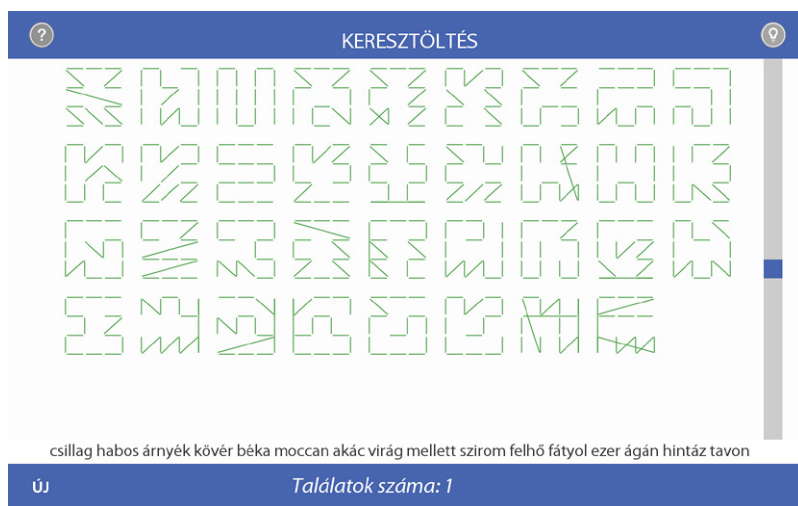 ?
KERESZTÖLTÉS
csillag habos árnyék kövér béka moccan akác virág mellett szirom felhő fátyol ezer ágán hintáz tavon
ÚJ
Találatok száma: 1